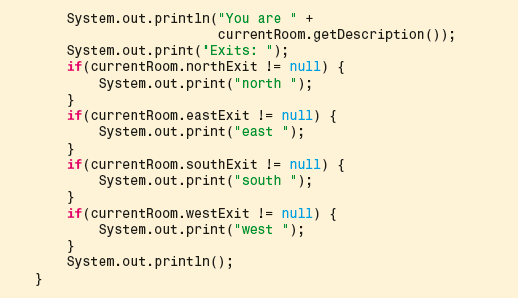 System.out.println("You are " +
currentRoom.getDescription());
System.out.print('Exits: ");
if(currentRoom.northExit != null) {
System.out.print("north ");
}
if(currentRoom.eastExit != null) {
System.out.print("east ");
}
if(currentRoom.southExit != null) {
System.out.print("south ");
}
if(currentRoom.westExit != null) {
System.out.print("west ");
}
System.out.println();
}